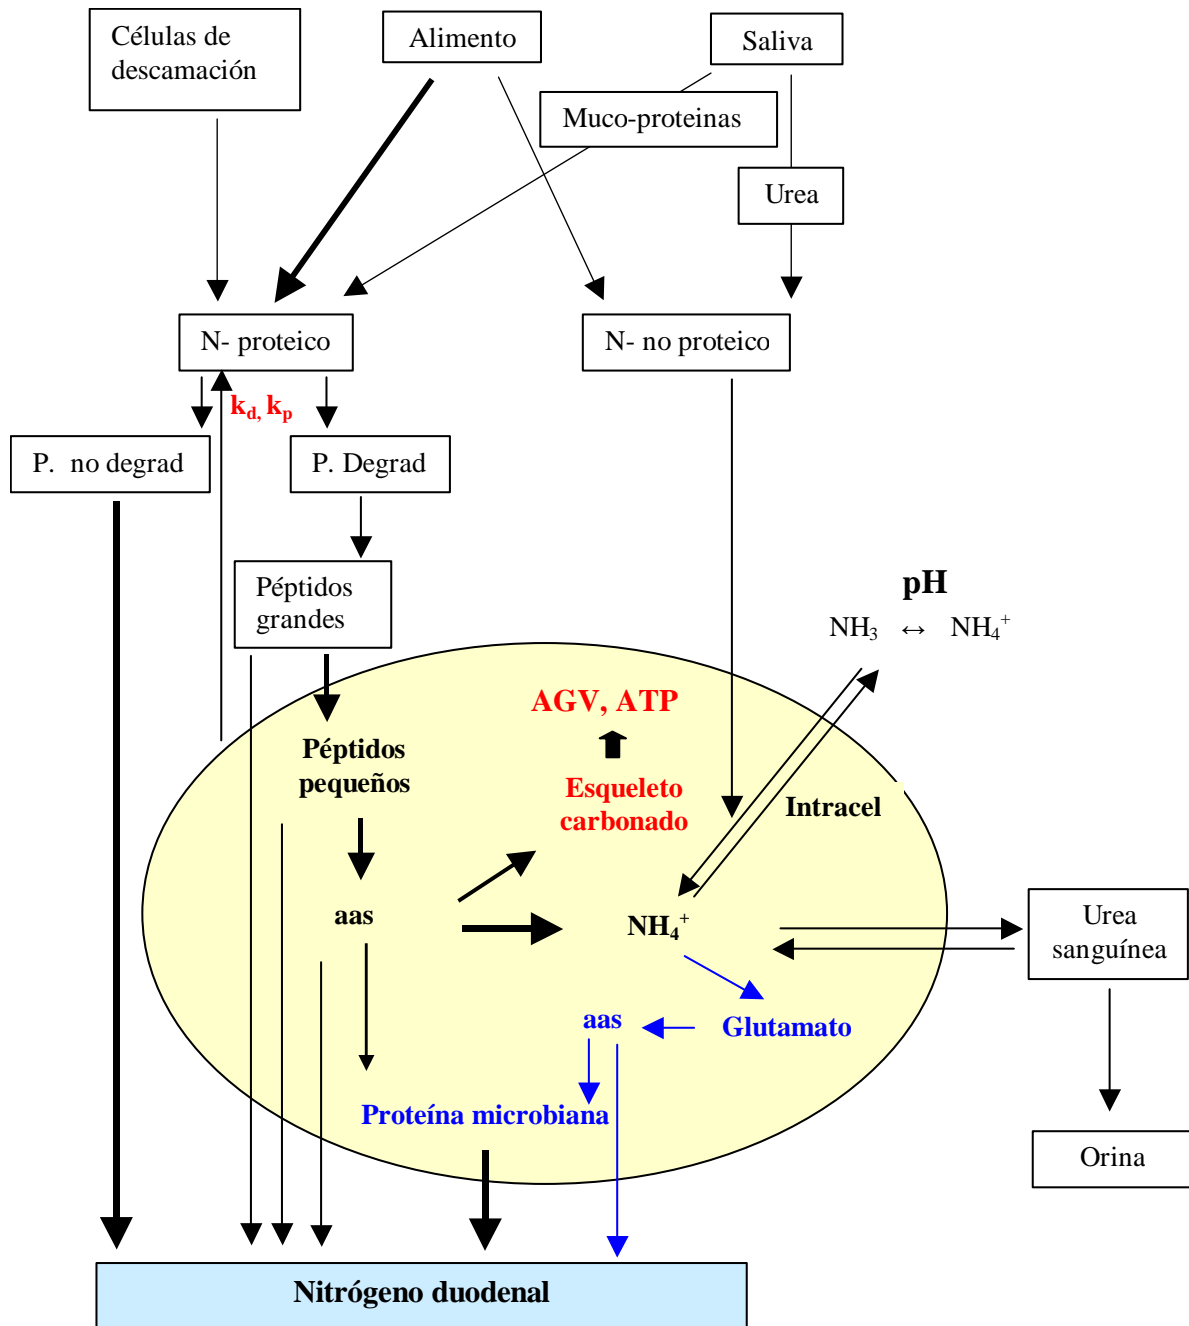 Células de
descamación
Alimento
Saliva
Muco-proteinas
Urea
N- proteico
N- no proteico
kd, kp
P. no degrad
P. Degrad
Péptidos
grandes
pH
NH3 ↔ NH4+
AGV, ATP
Péptidos
pequeños
Esqueleto
carbonado
Intracel
aas
NH4+
Urea
sanguínea
aas
Glutamato
Proteína microbiana
Orina
Nitrógeno duodenal